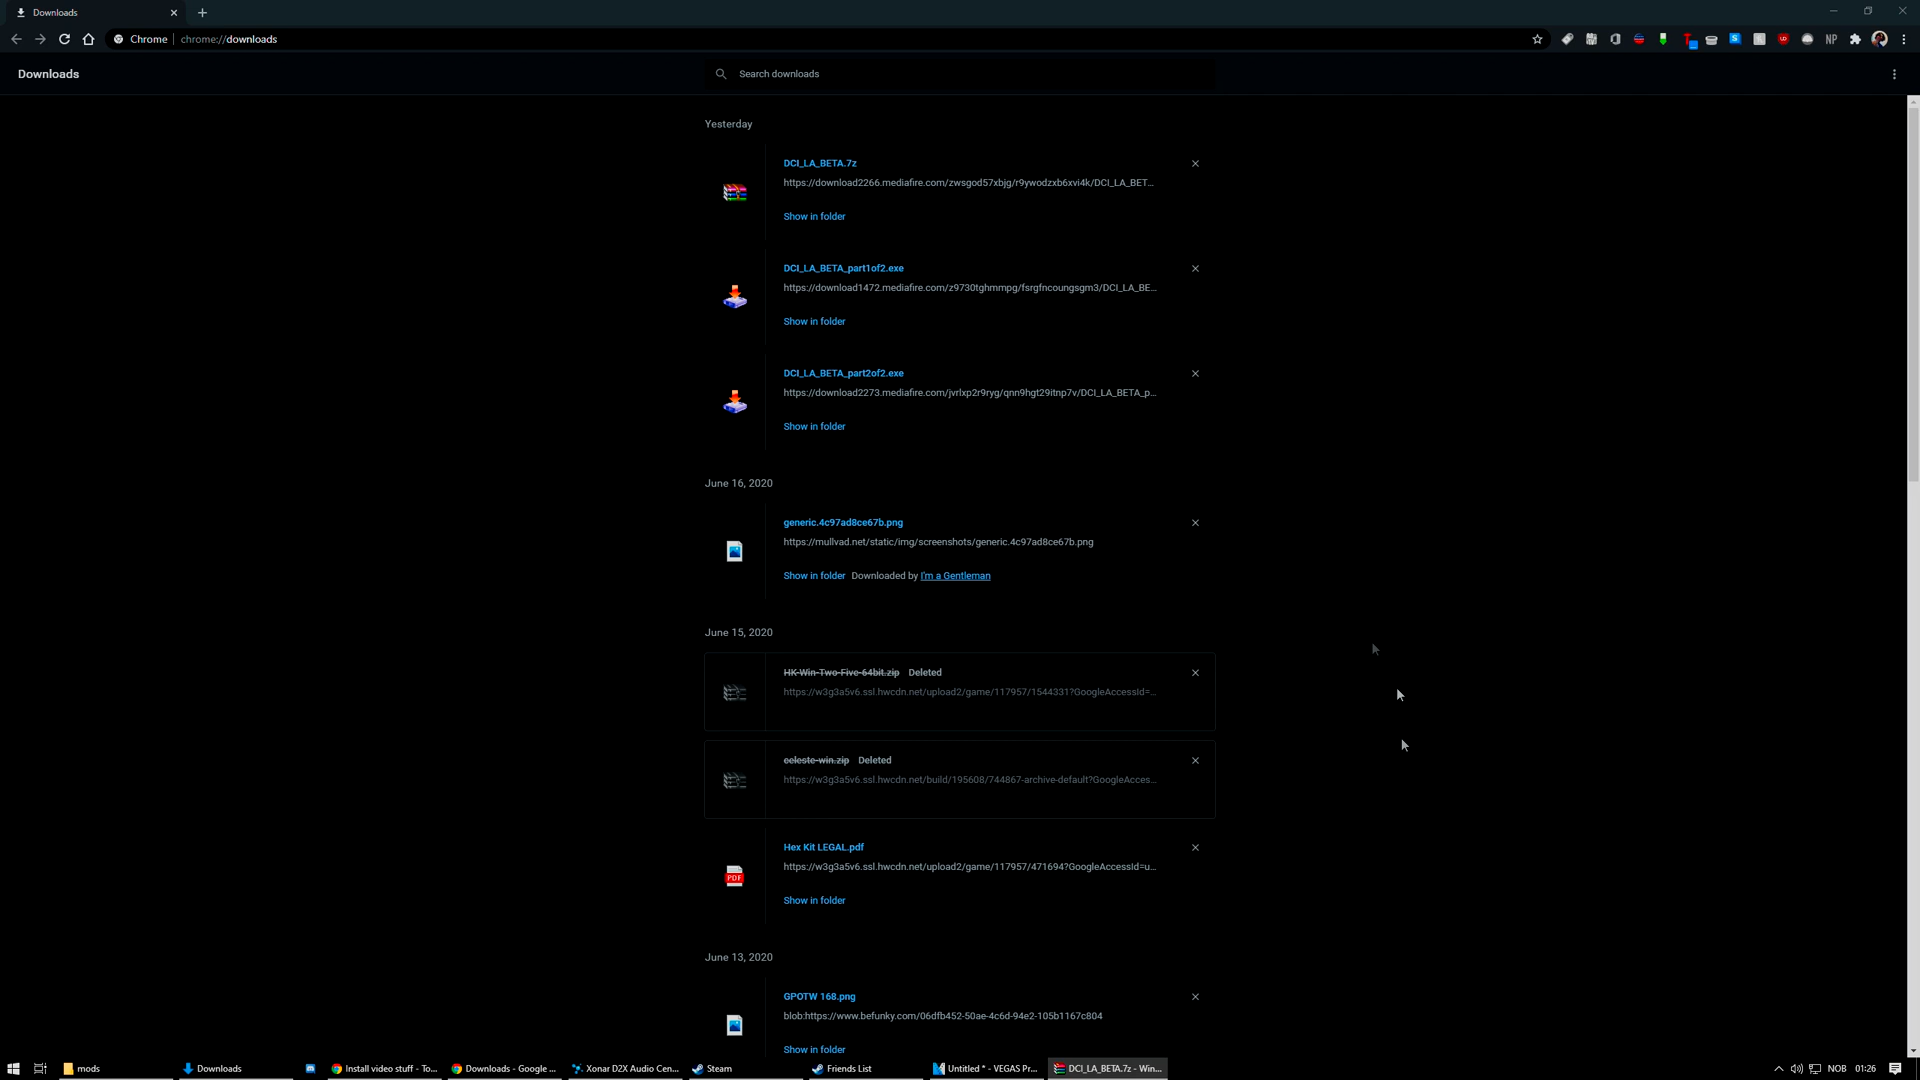 Downloads
Chrome
chrome://downloads
NP
Downloads
Search downloads
Yesterday
DCI_LA_BETA.7z
https://download2266.mediafire.com/zwsgod57xbjg/r9ywodzxb6xvi4k/DCI_LA_BET...
Show in folder
DCI_LA_BETA_part1of2.exe
https://download1472.mediafire.com/z9730tghmmpg/fsrgfncoungsgm3/DCI_LA_BE...
Show in folder
DCI_LA_BETA_part2of2.exe
https://download2273.mediafire.com/jvrlxp2r9ryg/qnn9hgt29itnp7v/DCI_LA_BETA_p...
Show in folder
June 16, 2020
generic.4c97ad8ce67b.png
https://mullvad.net/static/img/screenshots/generic.4c97ad8ce67b.png
Show in folder Downloaded by I'm a Gentleman
June 15, 2020
HK-Win-Two-Five-64bit.zip Deleted
https://w3g3a5v6.ssl.hwcdn.net/upload2/game/117957/1544331?GoogleAccessId=...
celeste-win.zip Deleted
https://w3g3a5v6.ssl.hwcdn.net/build/195608/744867-archive-default?GoogleAcces...
PDF
Hex Kit LEGAL.pdf
https://w3g3a5v6.ssl.hwcdn.net/upload2/game/117957/471694?GoogleAccessId=u...
Show in folder
June 13, 2020
GPOTW 168.png
blob:https://www.befunky.com/06dfb452-50ae-4c6d-94e2-105b1167c804
Show in folder
mods
Downloads
Install video stuff - To...
Downloads - Google ...
Xonar D2X Audio Cen...
Steam
Friends List
Untitled * - VEGAS Pr...
DCI_LA_BETA.7z - Win...
NOB
01:26